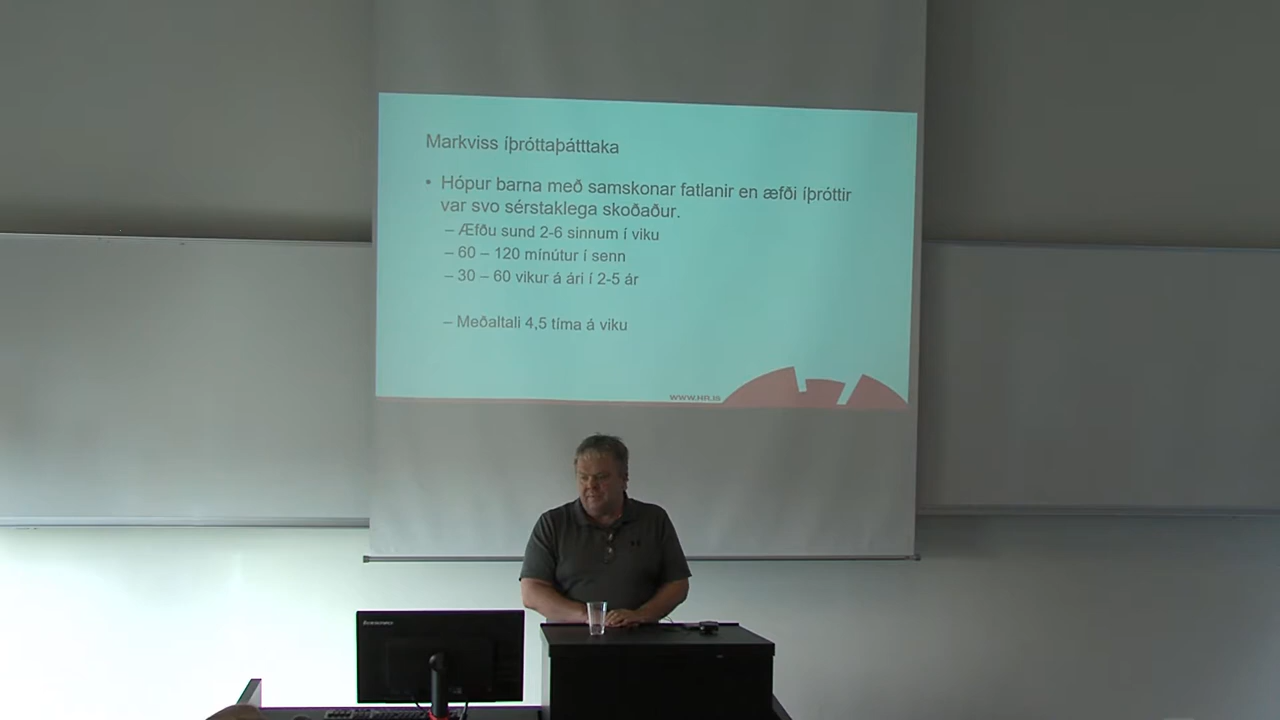 Markviss íþróttaþátttaka
• Hópur barna með samskonar fatlanir en æfði íþróttir
var svo sérstaklega skoðaður.
– Æfðu sund 2-6 sinnum í viku
– 60 – 120 mínútur í senn
– 30 – 60 vikur á ári í 2-5 ár
– Meðaltali 4,5 tíma á viku
WWW.HR.IS
lenovo